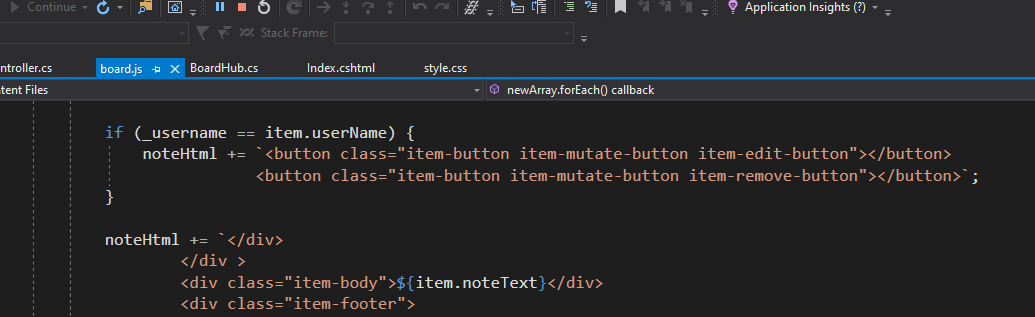 Continue
Application Insights (?)
Stack Frame:
ntroller.cs board.js BoardHub.cs Index.cshtml style.css
tent Files newArray.forEach() callback
if (_username == item.userName) {
noteHtml += `<button class="item-button item-mutate-button item-edit-button"></button>
<button class="item-button item-mutate-button item-remove-button"></button>`;
}
noteHtml += `</div>
</div >
<div class="item-body">${item.noteText}</div>
<div class="item-footer">